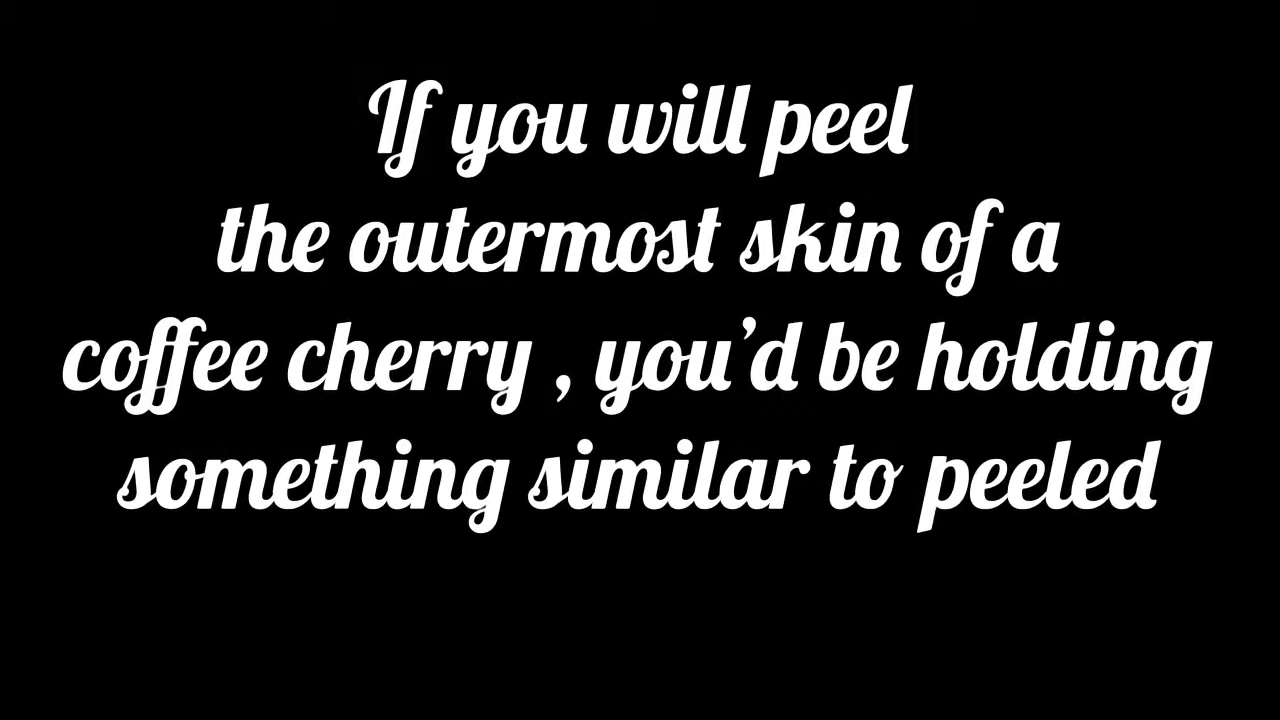 If you will peel
the outermost skin of a
coffee cherry , you’d be holding
something similar to peeled